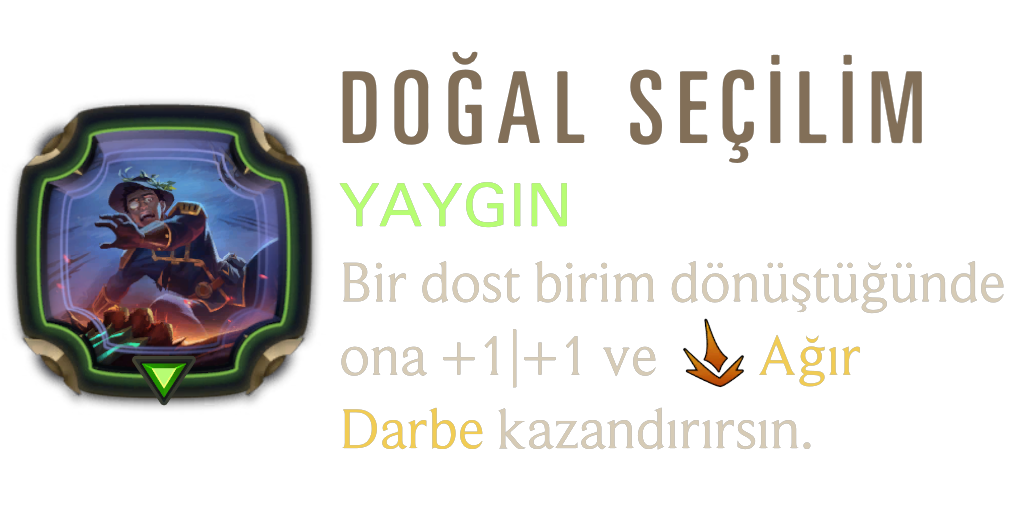 DOĞAL SEÇİLİM
YAYGIN
Bir dost birim dönüştüğünde
ona +1|+1 ve Ağır
Darbe kazandırırsın.